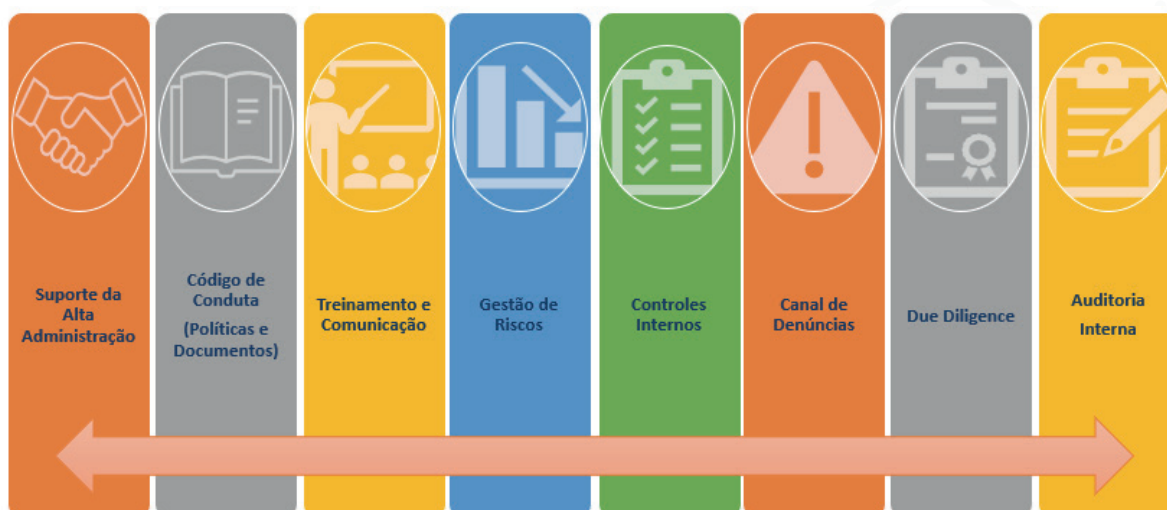 Suporte da
Alta
Administração
Código de
Conduta
(Políticas e
Documentos)
Treinamento e
Comunicação
Gestão de
Riscos
Controles
Internos
Canal de
Denúncias
Due Diligence
Auditoria
Interna